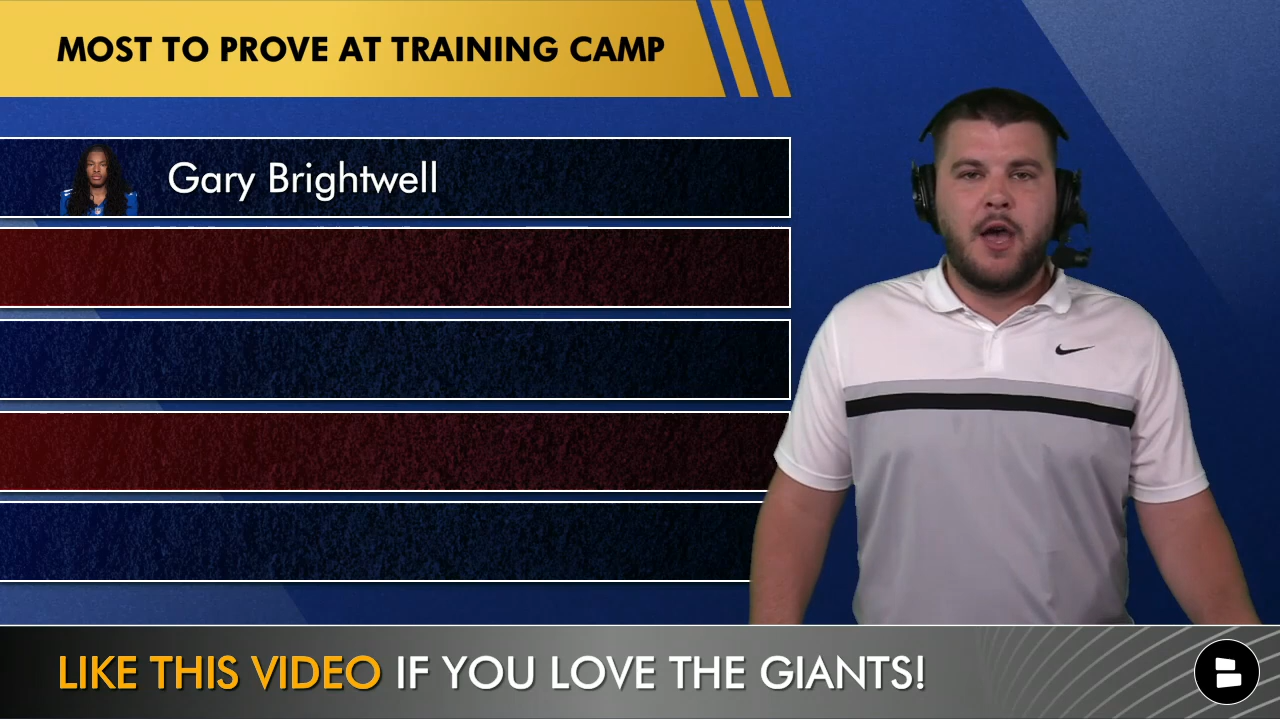 MOST TO PROVE AT TRAINING CAMP
Gary Brightwell
LIKE THIS VIDEO IF YOU LOVE THE GIANTS!